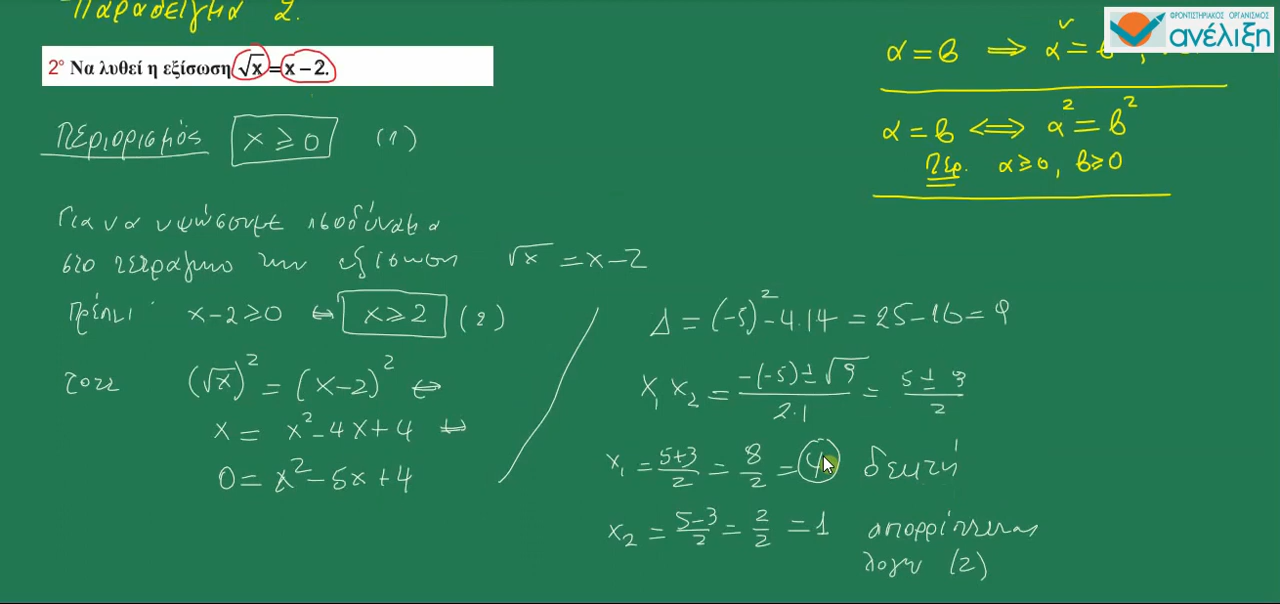 Παράδειγμα 2.
ΦΡΟΝΤΙΣΤΗΡΙΑΚΟΣ ΟΡΓΑΝΙΣΜΟΣ
ανέλιξη
2° Να λυθεί η εξίσωση √x = x – 2.
α = β ⇒ α^ν = β
Περιορισμός x ≥ 0 (1)
α = β ⇔ α² = β²
Περ. α ≥ 0, β ≥ 0
Για να υψώσουμε ισοδύναμα
στο τετράγωνο την εξίσωση √x = x – 2
Πρέπει x – 2 ≥ 0 ⇔ x ≥ 2 (2)
τότε (√x)² = (x – 2)² ⇔
x = x² – 4x + 4 ⇔
0 = x² – 5x + 4
Δ = (–5)² – 4·14 = 25 – 16 = 9
x₁ x₂ = (–(–5) ± √9)/(2·1) = (5 ± 3)/2
x₁ = (5+3)/2 = 8/2 = 4 δεκτή
x₂ = (5–3)/2 = 2/2 = 1 απορρίπτεται
λόγω (2)